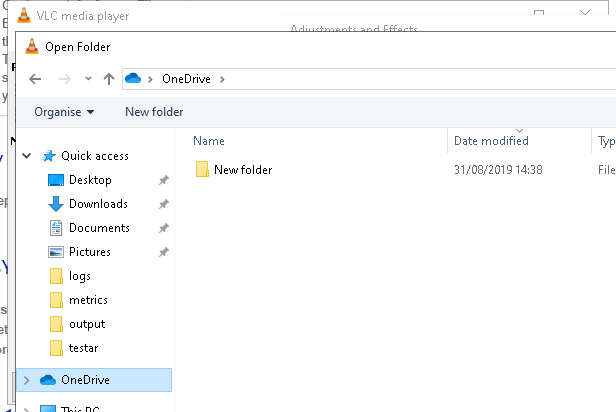 VLC media player
Adjustments and Effects
Open Folder
OneDrive
Organise New folder
Name Date modified Typ
Quick access
New folder 31/08/2019 14:38 File
Desktop
Downloads
Documents
Pictures
logs
metrics
output
testar
OneDrive
This PC